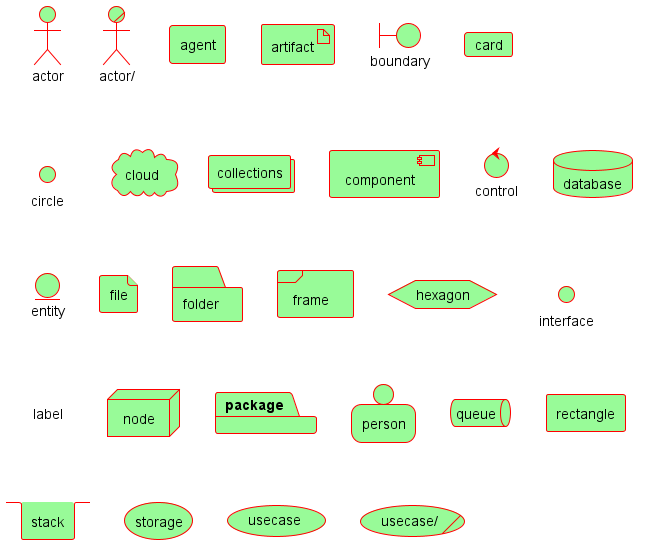 actor
actor/
agent
artifact
boundary
card
circle
cloud
collections
component
control
database
entity
file
folder
frame
hexagon
interface
label
node
package
person
queue
rectangle
stack
storage
usecase
usecase/